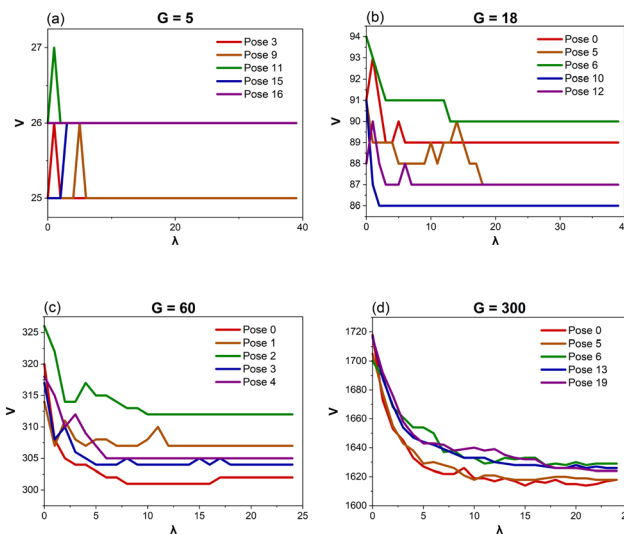 (a) G = 5
27
26
25
V
0 20 40
λ
Pose 3
Pose 9
Pose 11
Pose 15
Pose 16
(b) G = 18
94
93
92
91
90
89
88
87
86
V
0 10 20 30 40
λ
Pose 0
Pose 5
Pose 6
Pose 10
Pose 12
(c) G = 60
325
320
315
310
305
300
V
0 5 10 15 20 25
λ
Pose 0
Pose 1
Pose 2
Pose 3
Pose 4
(d) G = 300
1720
1700
1680
1660
1640
1620
1600
V
0 5 10 15 20 25
λ
Pose 0
Pose 5
Pose 6
Pose 13
Pose 19